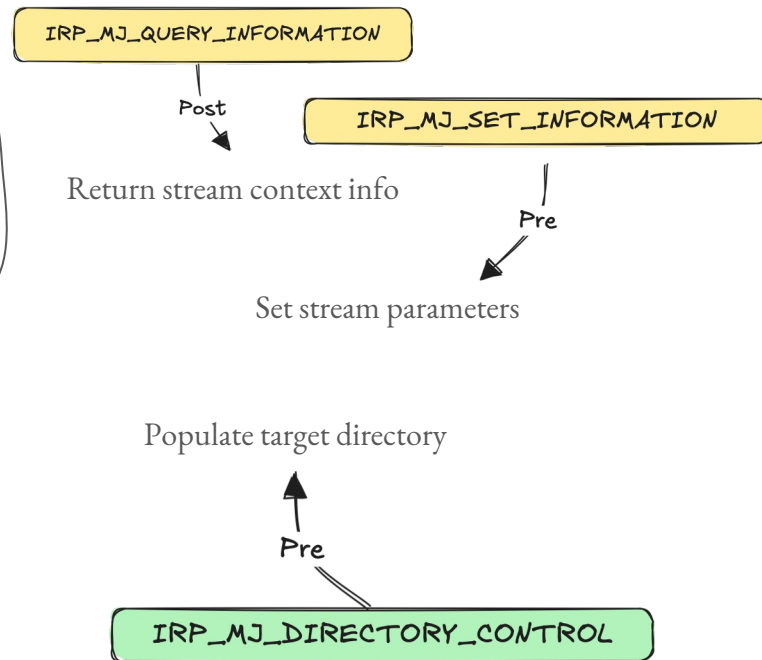 IRP_MJ_QUERY_INFORMATION
Post
IRP_MJ_SET_INFORMATION
Return stream context info
Pre
Set stream parameters
Populate target directory
Pre
IRP_MJ_DIRECTORY_CONTROL